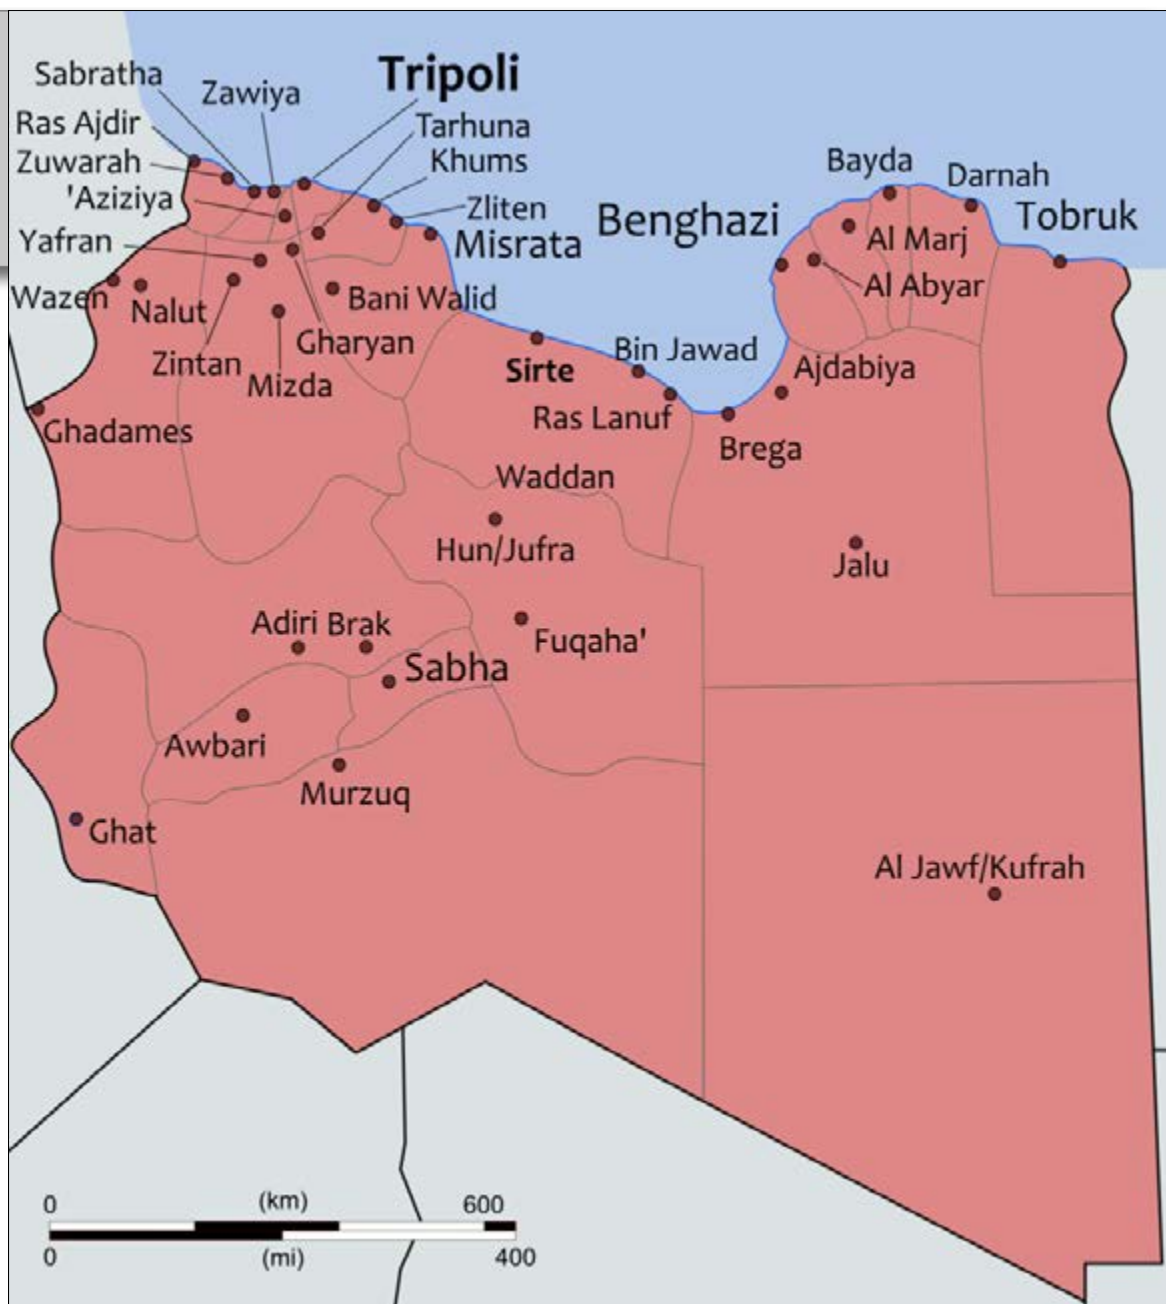 Tripoli
Sabratha
Zawiya
Ras Ajdir
Tarhuna
Zuwarah
Khums
Bayda
Darnah
'Aziziya
Zliten
Benghazi
Tobruk
Yafran
Misrata
Al Marj
Wazen
Nalut
Bani Walid
Al Abyar
Zintan
Gharyan
Bin Jawad
Mizda
Sirte
Ajdabiya
Ghadames
Ras Lanuf
Brega
Waddan
Hun/Jufra
Jalu
Adiri
Brak
Fuqaha'
Sabha
Awbari
Murzuq
Ghat
Al Jawf/Kufrah
0 (km) 600
0 (mi) 400